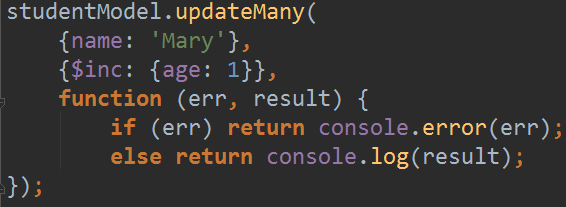 studentModel.updateMany(
    {name: 'Mary'},
    {$inc: {age: 1}},
    function (err, result) {
        if (err) return console.error(err);
        else return console.log(result);
});